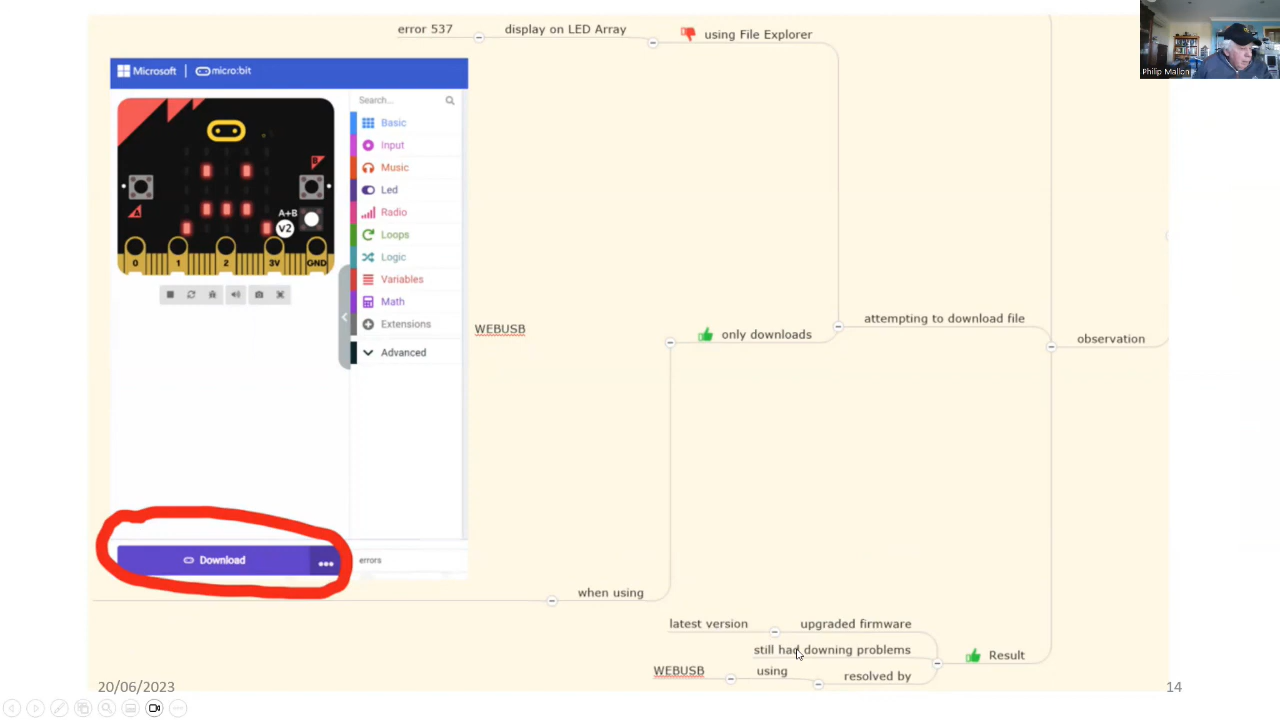 error 537
display on LED Array
using File Explorer
Philip Mallon
Microsoft | micro:bit
Search...
Basic
Input
Music
Led
Radio
Loops
Logic
Variables
Math
Extensions
Advanced
B
A
A+B
v2
0 1 2 3V GND
WEBUSB
only downloads
attempting to download file
observation
Download
errors
when using
latest version
upgraded firmware
still had downing problems
Result
WEBUSB
using
resolved by
20/06/2023
14